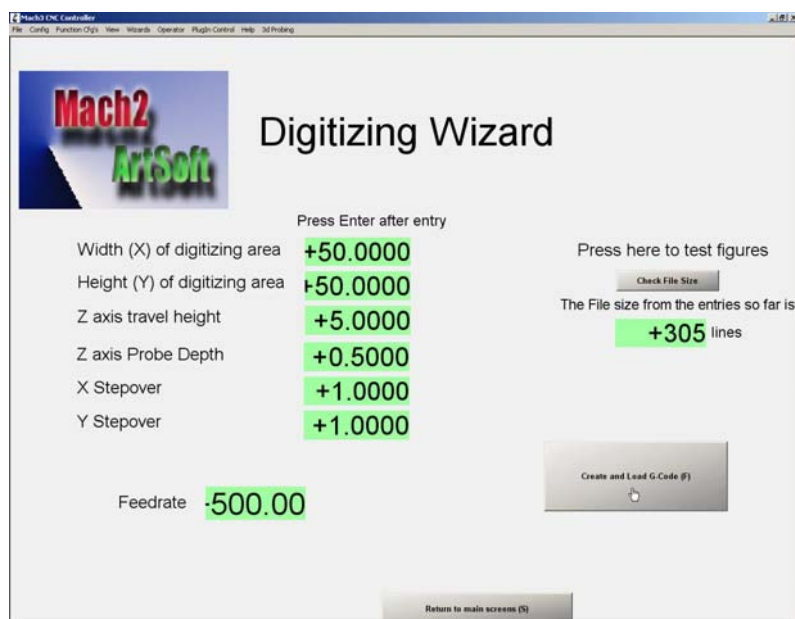 Mach3 CNC Controller
File Config Function Cfg's View Wizards Operator PlugIn Control Help 3d Probing
Mach2
ArtSoft
Digitizing Wizard
Press Enter after entry
Width (X) of digitizing area +50.0000
Height (Y) of digitizing area +50.0000
Z axis travel height +5.0000
Z axis Probe Depth +0.5000
X Stepover +1.0000
Y Stepover +1.0000
Feedrate -500.00
Press here to test figures
Check File Size
The File size from the entries so far is
+305 lines
Create and Load G-Code (F)
Return to main screens (S)